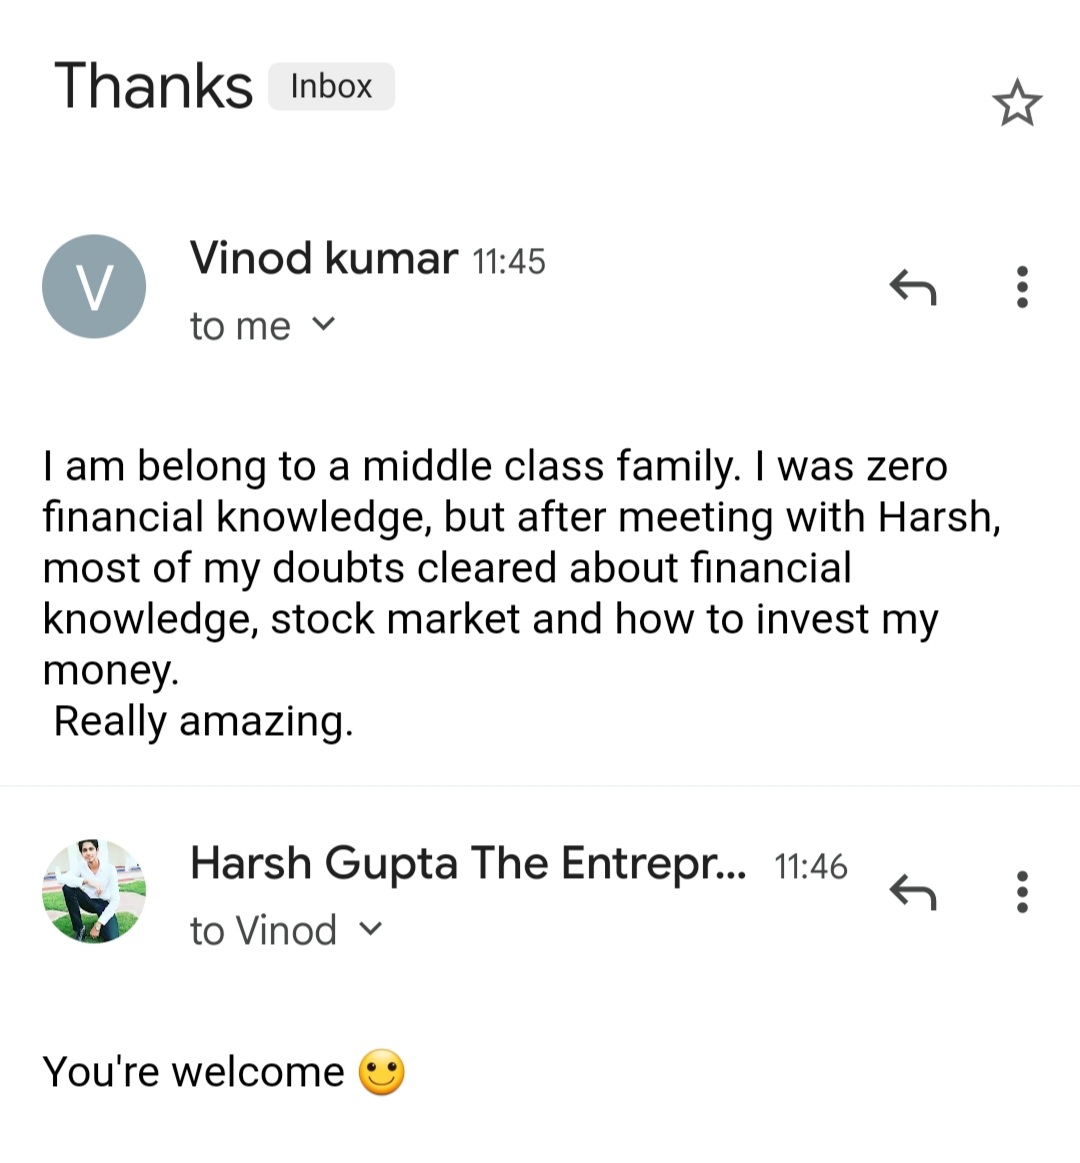 Thanks Inbox
Vinod kumar 11:45
to me
V
I am belong to a middle class family. I was zero
financial knowledge, but after meeting with Harsh,
most of my doubts cleared about financial
knowledge, stock market and how to invest my
money.
Really amazing.
Harsh Gupta The Entrepr... 11:46
to Vinod
You're welcome 🙂